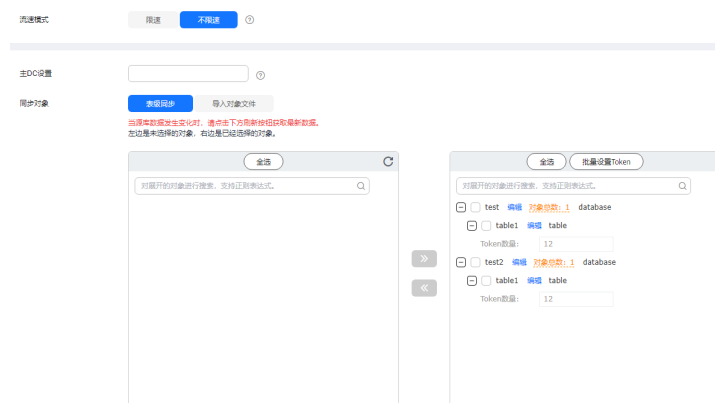 流速模式 限速 不限速
主DC设置
同步对象 表级同步 导入对象文件
当源库数据发生变化时，请点击下方刷新按钮获取最新数据。
左边是未选择的对象，右边是已经选择的对象。
全选
对展开的对象进行搜索，支持正则表达式。
全选 批量设置Token
对展开的对象进行搜索，支持正则表达式。
test 编辑 对象总数: 1 database
table1 编辑 table
Token数量: 12
test2 编辑 对象总数: 1 database
table1 编辑 table
Token数量: 12